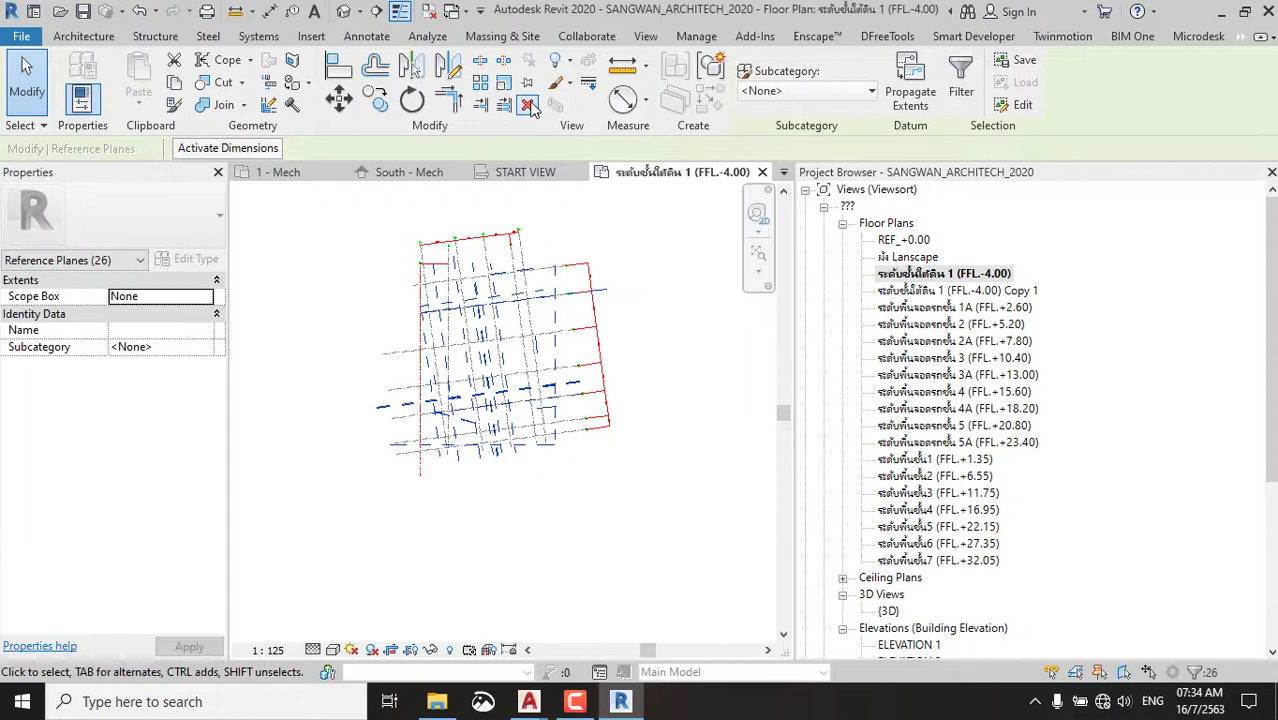 Autodesk Revit 2020 - SANGWAN_ARCHITECH_2020 - Floor Plan: ระดับชั้นใต้ดิน 1 (FFL-4.00)
Sign In
File
Architecture
Structure
Steel
Systems
Insert
Annotate
Analyze
Massing & Site
Collaborate
View
Manage
Add-Ins
Enscape™
DFreeTools
Smart Developer
Twinmotion
BIM One
Microdesk
Modify
Paste
Cope
Cut
Join
Subcategory:
<None>
Propagate
Extents
Save
Load
Edit
Select
Properties
Clipboard
Geometry
Modify
View
Measure
Create
Subcategory
Datum
Selection
Modify | Reference Planes
Activate Dimensions
Properties
1 - Mech
South - Mech
START VIEW
ระดับชั้นใต้ดิน 1 (FFL-4.00)
Project Browser - SANGWAN_ARCHITECH_2020
Reference Planes (26)
Edit Type
Extents
Scope Box
None
Identity Data
Name
Subcategory
<None>
2D
Views (Viewsort)
???
Floor Plans
REF_+0.00
ผัง Lanscape
ระดับชั้นใต้ดิน 1 (FFL.-4.00)
ระดับชั้นใต้ดิน 1 (FFL.-4.00) Copy 1
ระดับพื้นจอดรถชั้น 1A (FFL.+2.60)
ระดับพื้นจอดรถชั้น 2 (FFL.+5.20)
ระดับพื้นจอดรถชั้น 2A (FFL.+7.80)
ระดับพื้นจอดรถชั้น 3 (FFL.+10.40)
ระดับพื้นจอดรถชั้น 3A (FFL.+13.00)
ระดับพื้นจอดรถชั้น 4 (FFL.+15.60)
ระดับพื้นจอดรถชั้น 4A (FFL.+18.20)
ระดับพื้นจอดรถชั้น 5 (FFL.+20.80)
ระดับพื้นจอดรถชั้น 5A (FFL.+23.40)
ระดับพื้นชั้น1 (FFL.+1.35)
ระดับพื้นชั้น2 (FFL.+6.55)
ระดับพื้นชั้น3 (FFL.+11.75)
ระดับพื้นชั้น4 (FFL.+16.95)
ระดับพื้นชั้น5 (FFL.+22.15)
ระดับพื้นชั้น6 (FFL.+27.35)
ระดับพื้นชั้น7 (FFL.+32.05)
Ceiling Plans
3D Views
{3D}
Elevations (Building Elevation)
ELEVATION 1
Properties help
Apply
1 : 125
Click to select, TAB for alternates, CTRL adds, SHIFT unselects.
:0
Main Model
:26
Type here to search
ENG
07:34 AM
16/7/2563